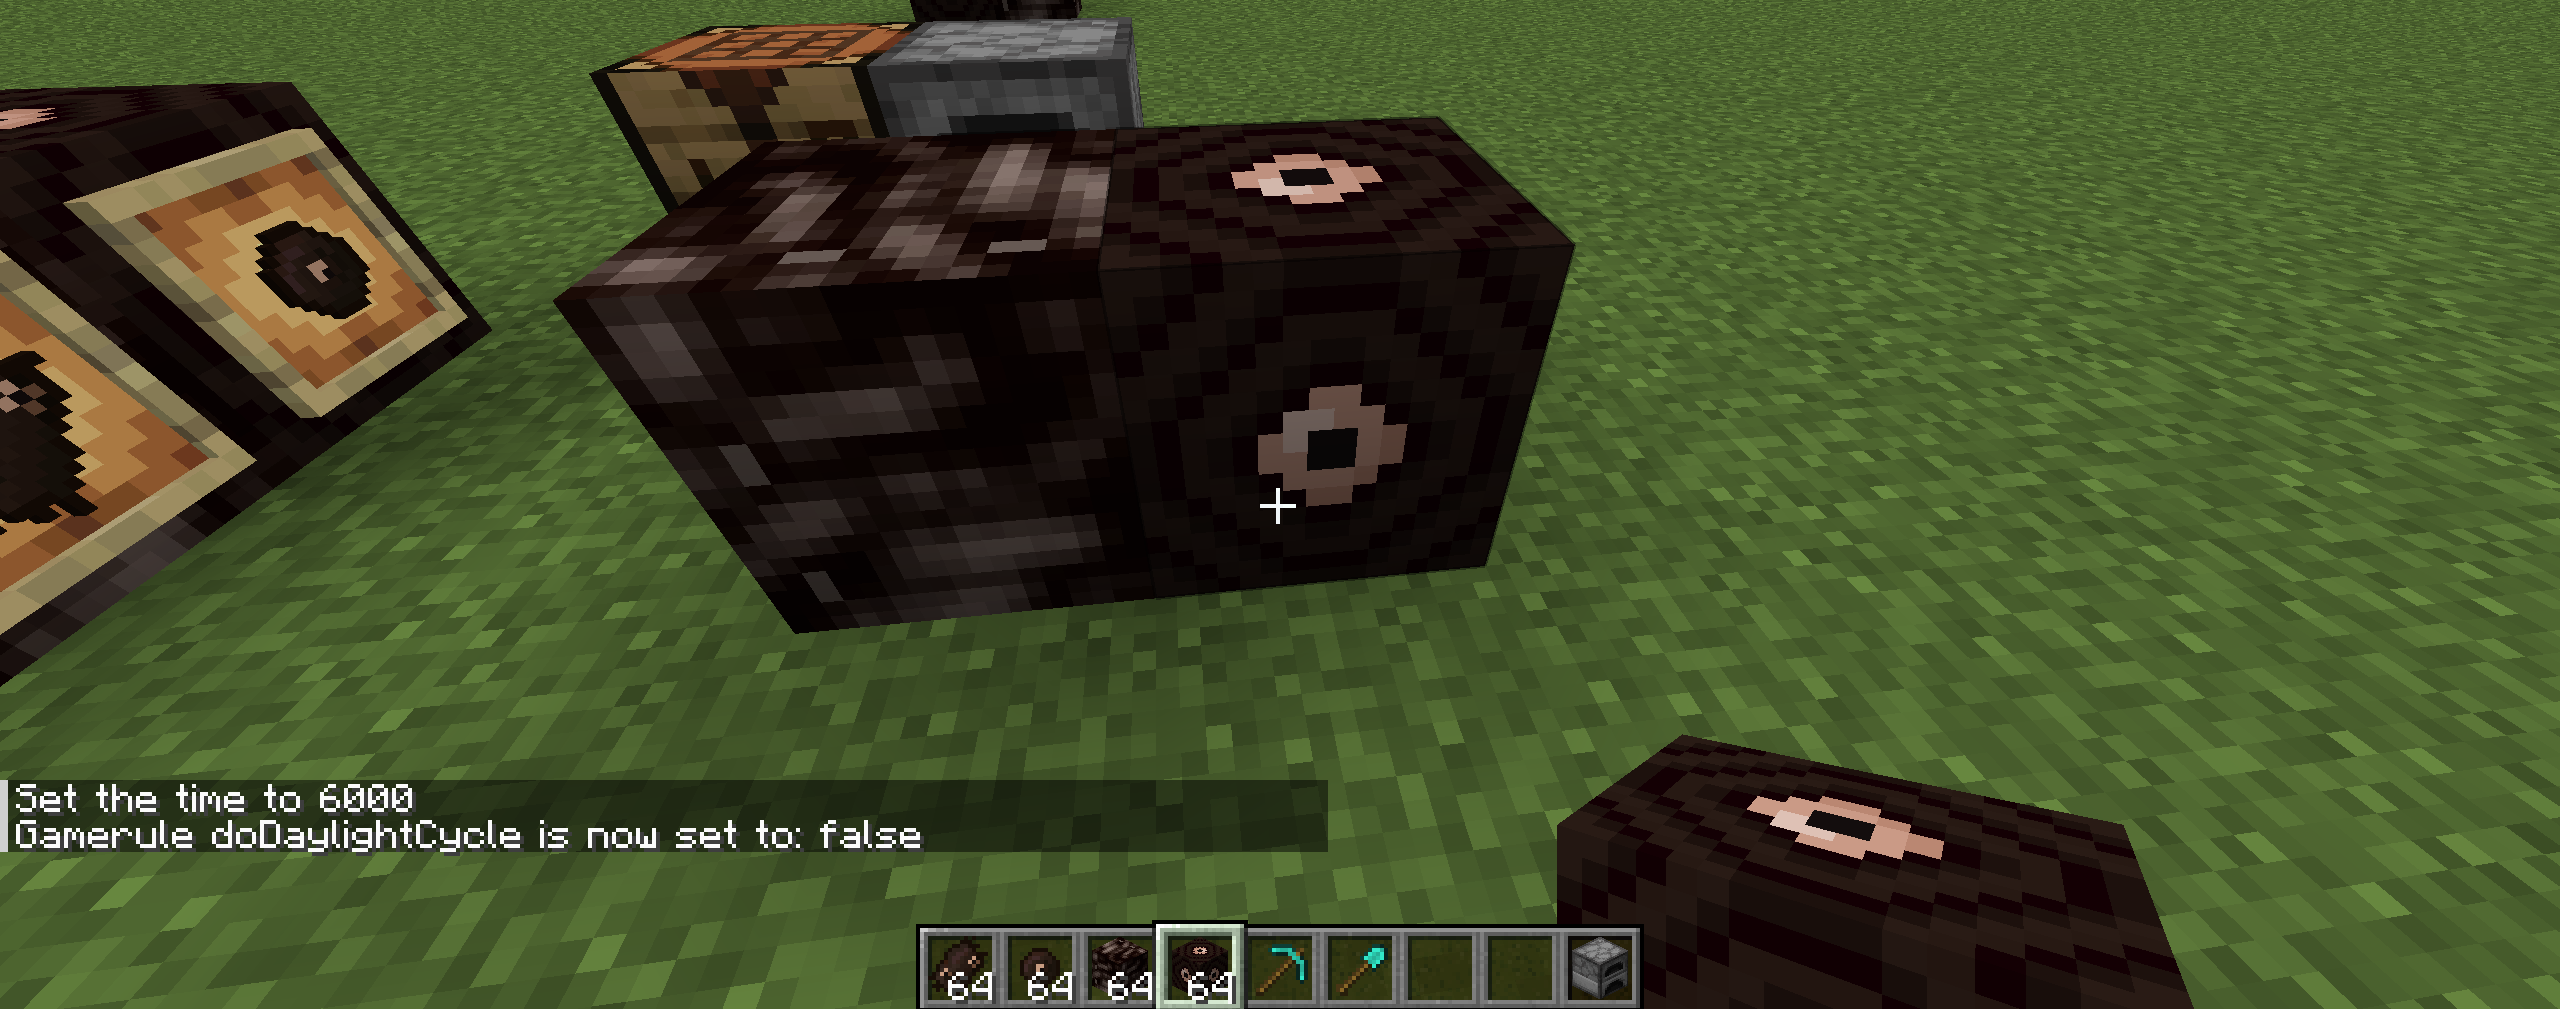 Set the time to 6000
Gamerule doDaylightCycle is now set to: false
64 64 64 64